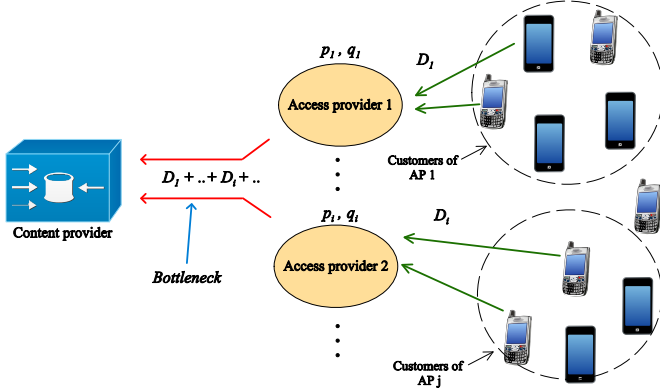 p1 , q1
D1
Access provider 1
Customers of
AP 1
D1 + .. + Di + ..
Content provider
pi , qi
Di
Access provider 2
Bottleneck
Customers of
AP j